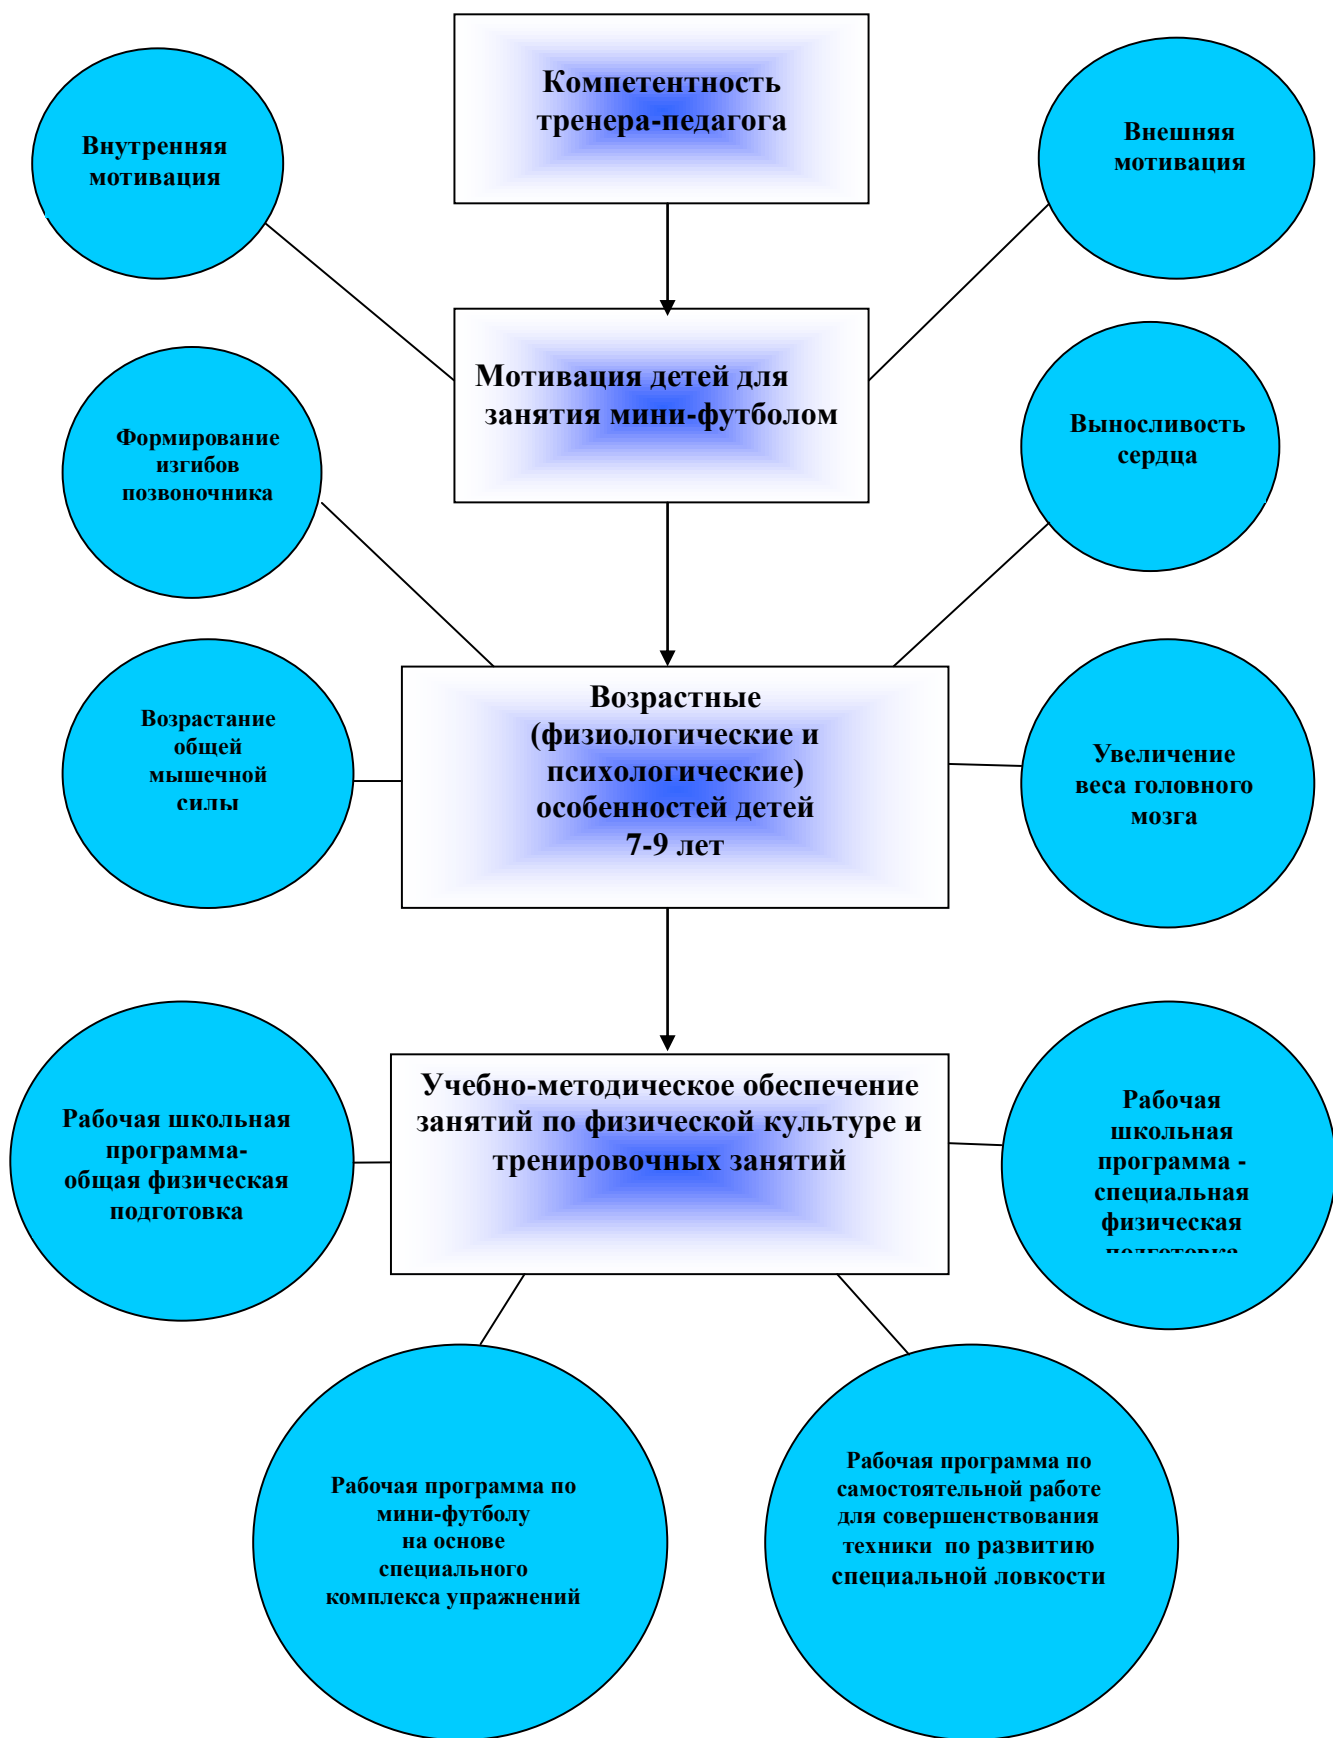 Компетентность
тренера-педагога
Внутренняя
мотивация
Внешняя
мотивация
Мотивация детей для
занятия мини-футболом
Формирование
изгибов
позвоночника
Выносливость
сердца
Возрастные
(физиологические и
психологические)
особенностей детей
7-9 лет
Возрастание
общей
мышечной
силы
Увеличение
веса головного
мозга
Учебно-методическое обеспечение
занятий по физической культуре и
тренировочных занятий
Рабочая школьная
программа-
общая физическая
подготовка
Рабочая
школьная
программа -
специальная
физическая
подготовка
Рабочая программа по
мини-футболу
на основе
специального
комплекса упражнений
Рабочая программа по
самостоятельной работе
для совершенствования
техники по развитию
специальной ловкости